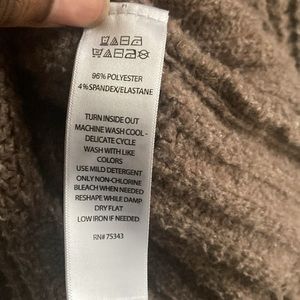 96% POLYESTER
4% SPANDEX/ELASTANE
TURN INSIDE OUT
MACHINE WASH COOL -
DELICATE CYCLE
WASH WITH LIKE
COLORS
USE MILD DETERGENT
ONLY NON-CHLORINE
BLEACH WHEN NEEDED
RESHAPE WHILE DAMP
DRY FLAT
LOW IRON IF NEEDED
RN# 75343